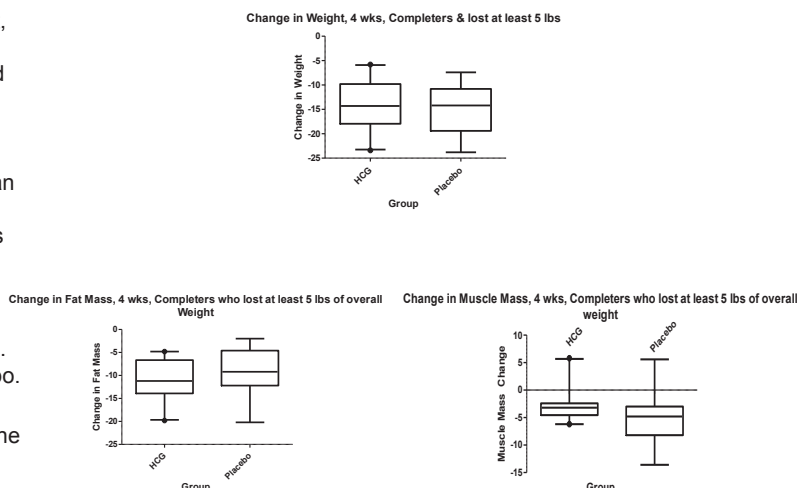 ,
d
an
s
.
oo.
me
Change in Weight, 4 wks, Completers & lost at least 5 lbs
Change in Weight
0
-5
-10
-15
-20
-25
HCG
Placebo
Group
Change in Fat Mass, 4 wks, Completers who lost at least 5 lbs of overall
Weight
Change in Fat Mass
0
-5
-10
-15
-20
-25
HCG
Placebo
Group
Change in Muscle Mass, 4 wks, Completers who lost at least 5 lbs of overall
weight
Muscle Mass Change
10
5
0
-5
-10
-15
HCG
Placebo
Group